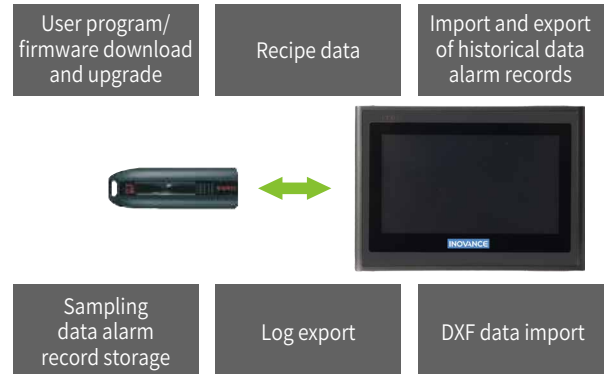 User program/
firmware download
and upgrade
Recipe data
Import and export
of historical data
alarm records
INOVANCE
Sampling
data alarm
record storage
Log export
DXF data import